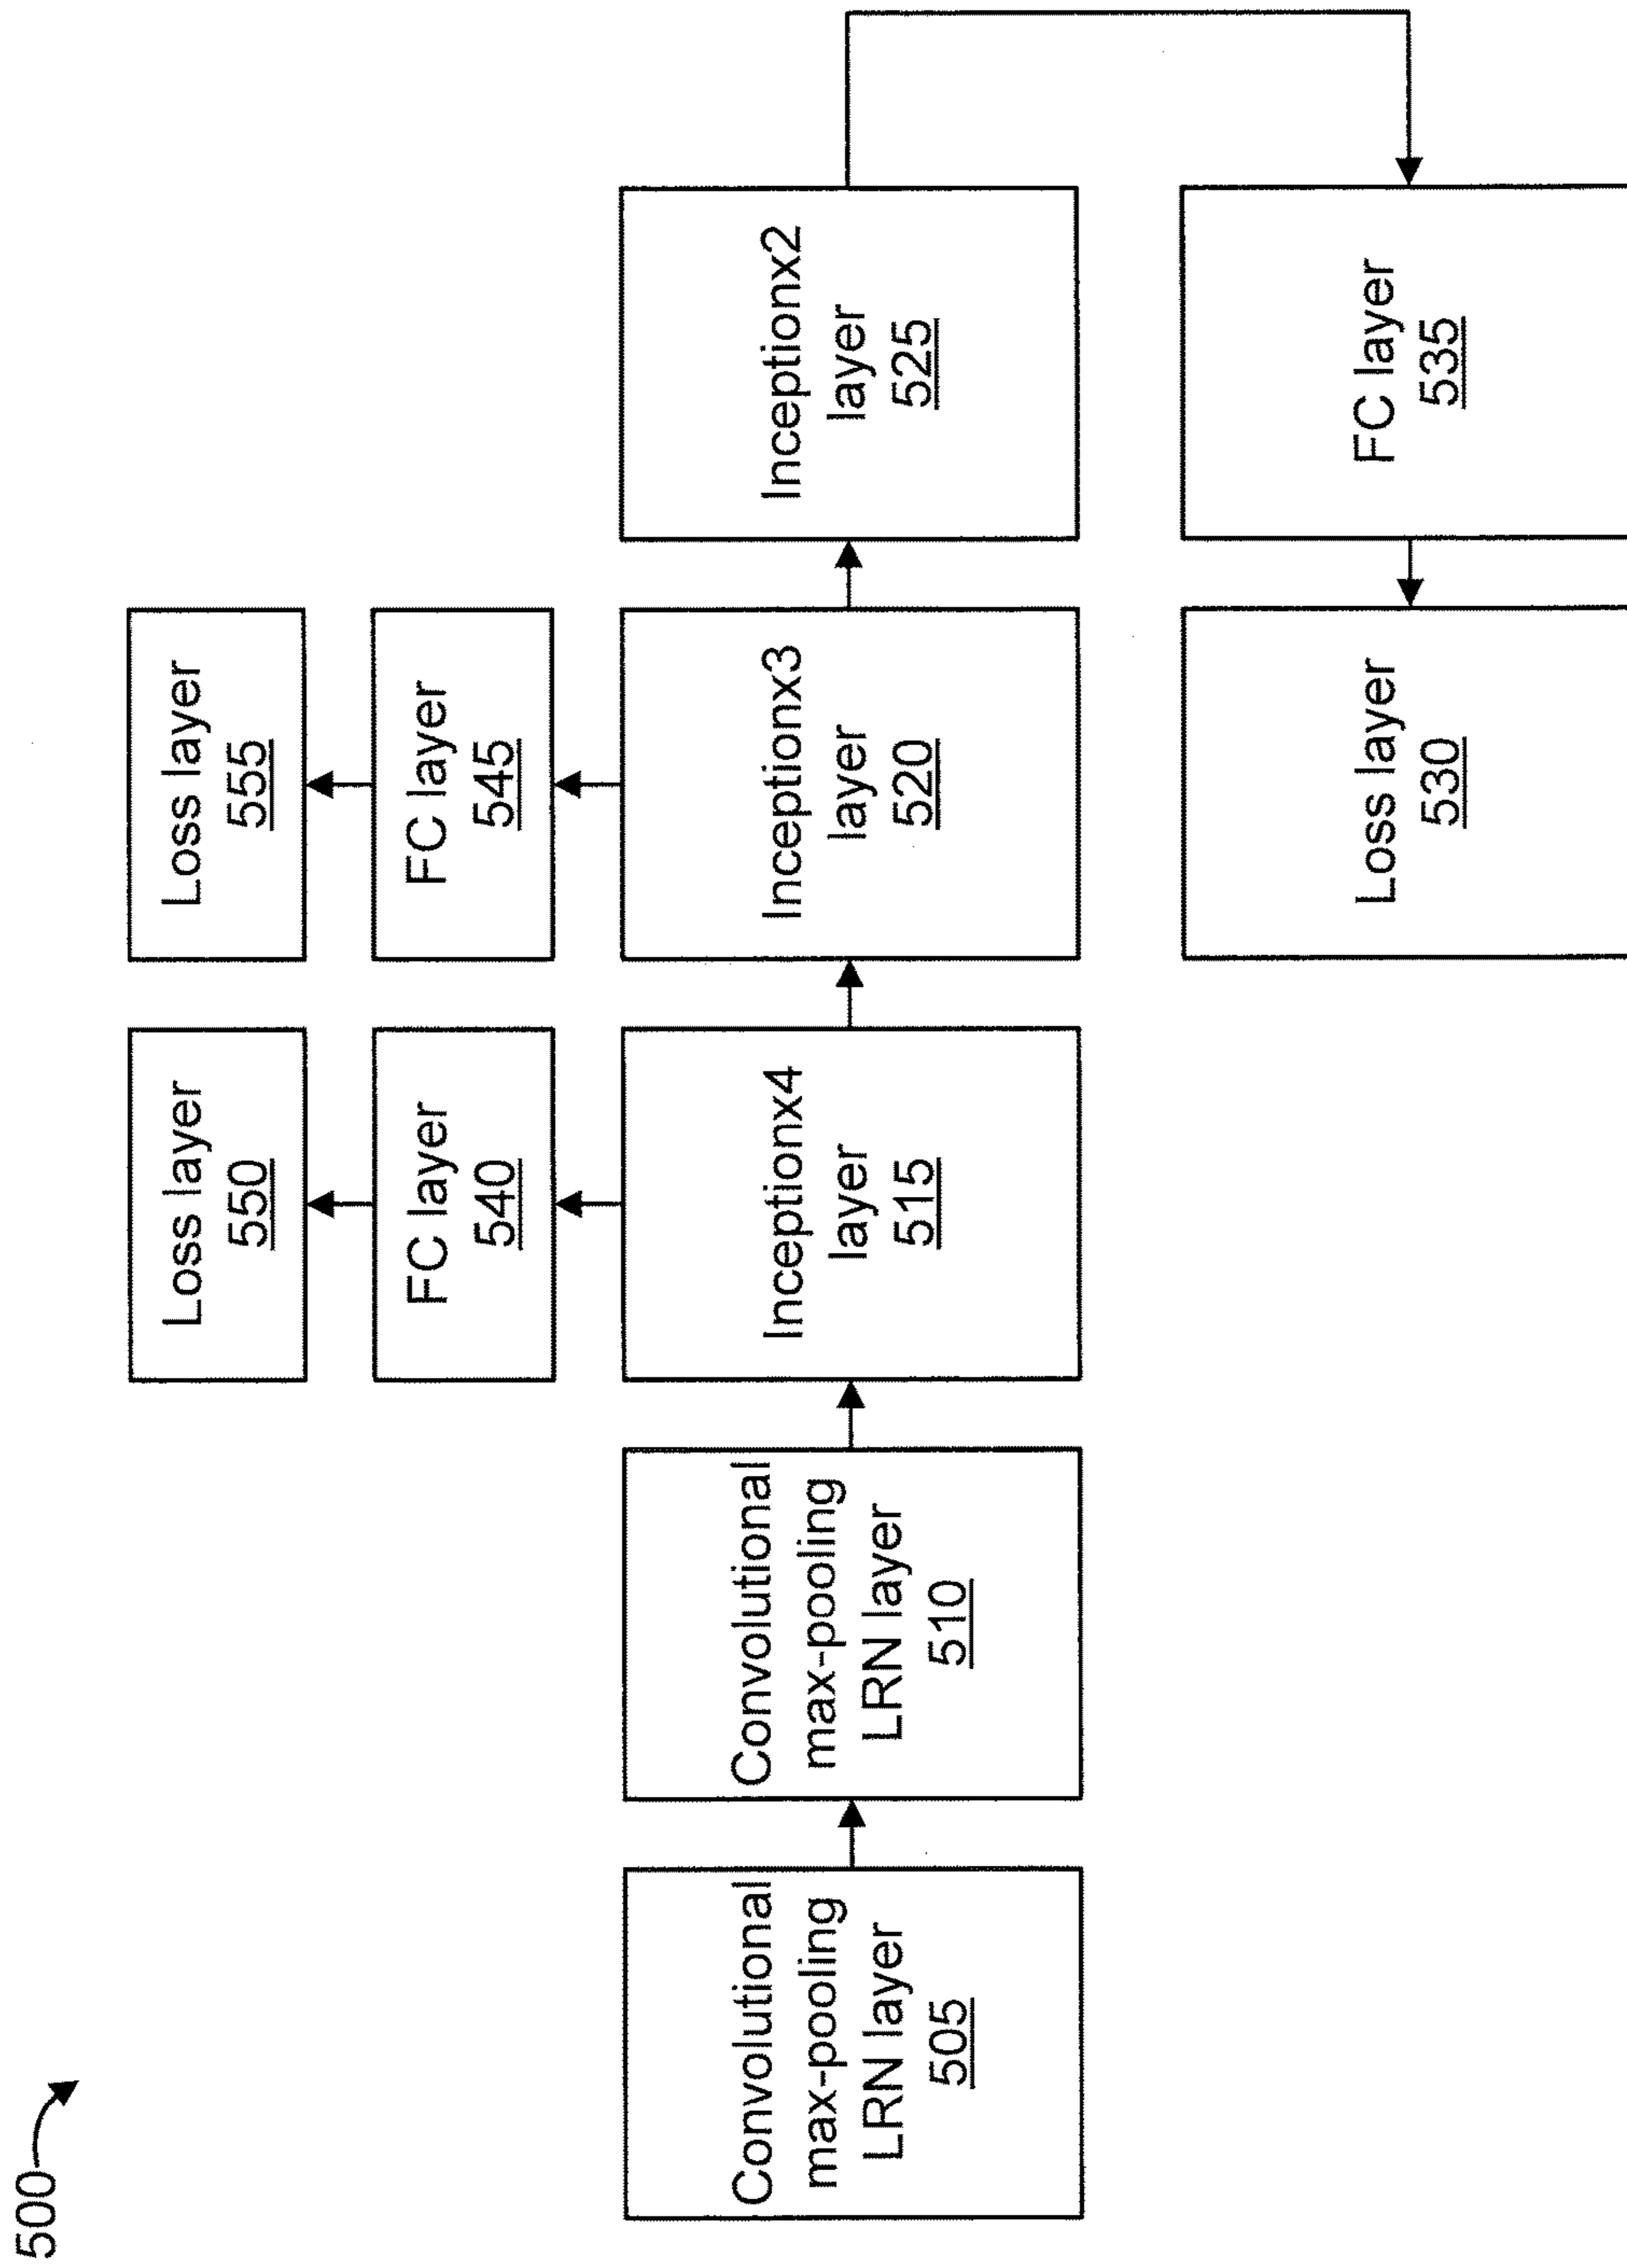 500
Loss layer
550
Loss layer
555
FC layer
540
FC layer
545
Convolutional
max-pooling
LRN layer
505
Convolutional
max-pooling
LRN layer
510
Inceptionx4
layer
515
Inceptionx3
layer
520
Inceptionx2
layer
525
Loss layer
530
FC layer
535